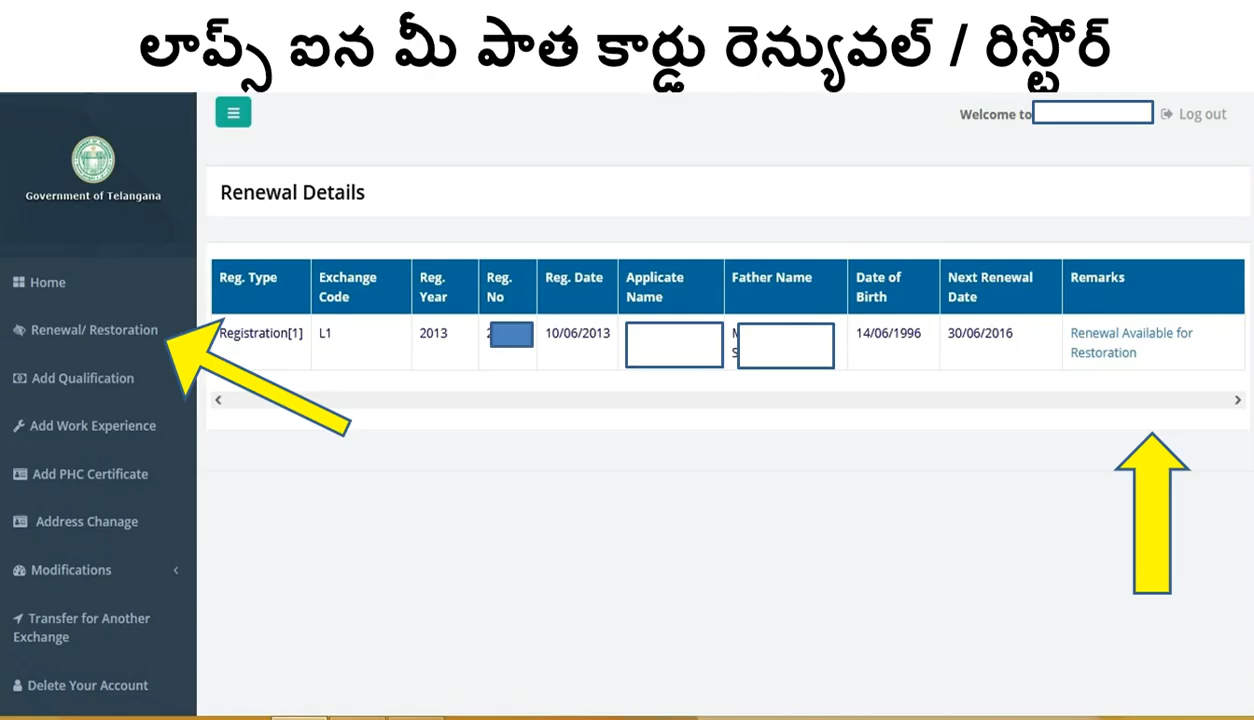 లాప్స్ ఐన మీ పాత కార్డు రెన్యువల్ / రిస్టోర్
Welcome to
Log out
Government of Telangana
Renewal Details
Reg. Type
Exchange Code
Reg. Year
Reg. No
Reg. Date
Applicate Name
Father Name
Date of Birth
Next Renewal Date
Remarks
Registration[1]
L1
2013
10/06/2013
14/06/1996
30/06/2016
Renewal Available for
Restoration
Home
Renewal/ Restoration
Add Qualification
Add Work Experience
Add PHC Certificate
Address Chanage
Modifications
Transfer for Another
Exchange
Delete Your Account